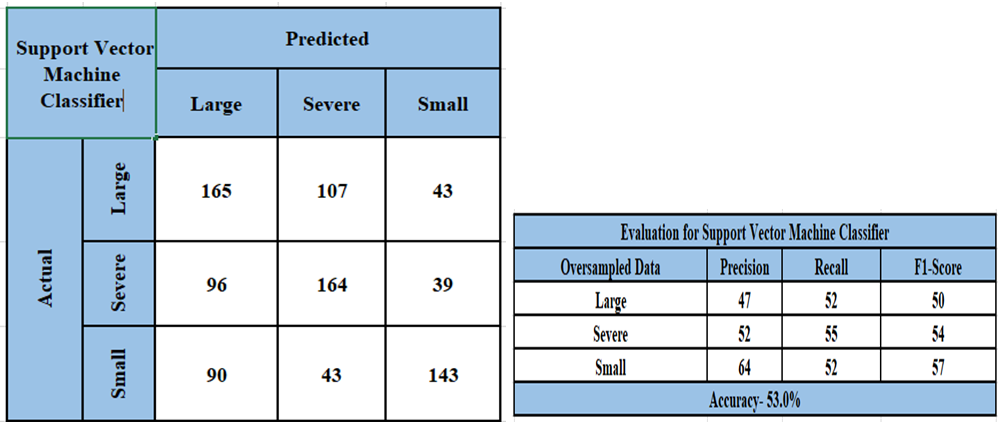 Support Vector
Machine
Classifier
Predicted
Large Severe Small
Actual
Large 165 107 43
Severe 96 164 39
Small 90 43 143
Evaluation for Support Vector Machine Classifier
Oversampled Data Precision Recall F1-Score
Large 47 52 50
Severe 52 55 54
Small 64 52 57
Accuracy- 53.0%